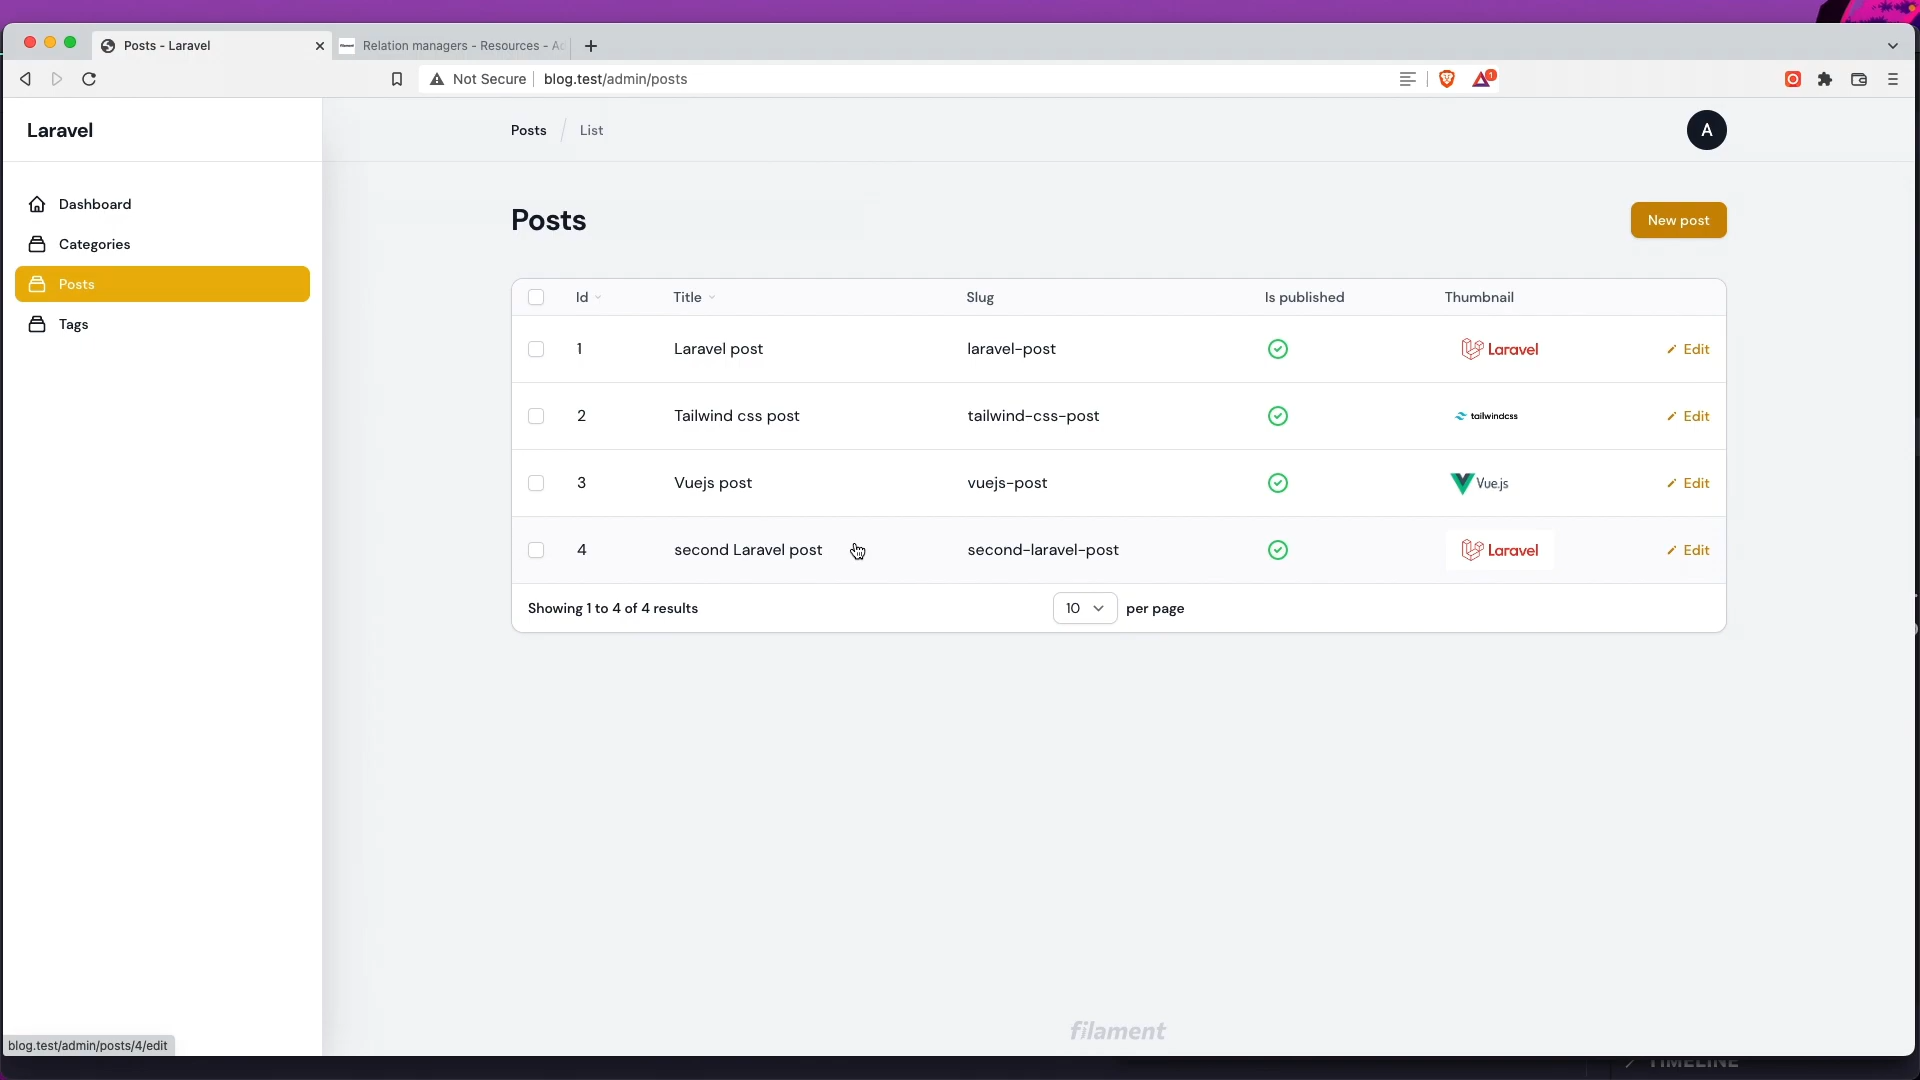 Posts - Laravel
Relation managers - Resources - Ad
Not Secure
blog.test/admin/posts
1
Laravel
Posts
List
A
Dashboard
Categories
Posts
Tags
Posts
New post
Id
Title
Slug
Is published
Thumbnail
1
Laravel post
laravel-post
Laravel
Edit
2
Tailwind css post
tailwind-css-post
tailwindcss
Edit
3
Vuejs post
vuejs-post
Vue.js
Edit
4
second Laravel post
second-laravel-post
Laravel
Edit
Showing 1 to 4 of 4 results
10
per page
filament
blog.test/admin/posts/4/edit
TIMELINE